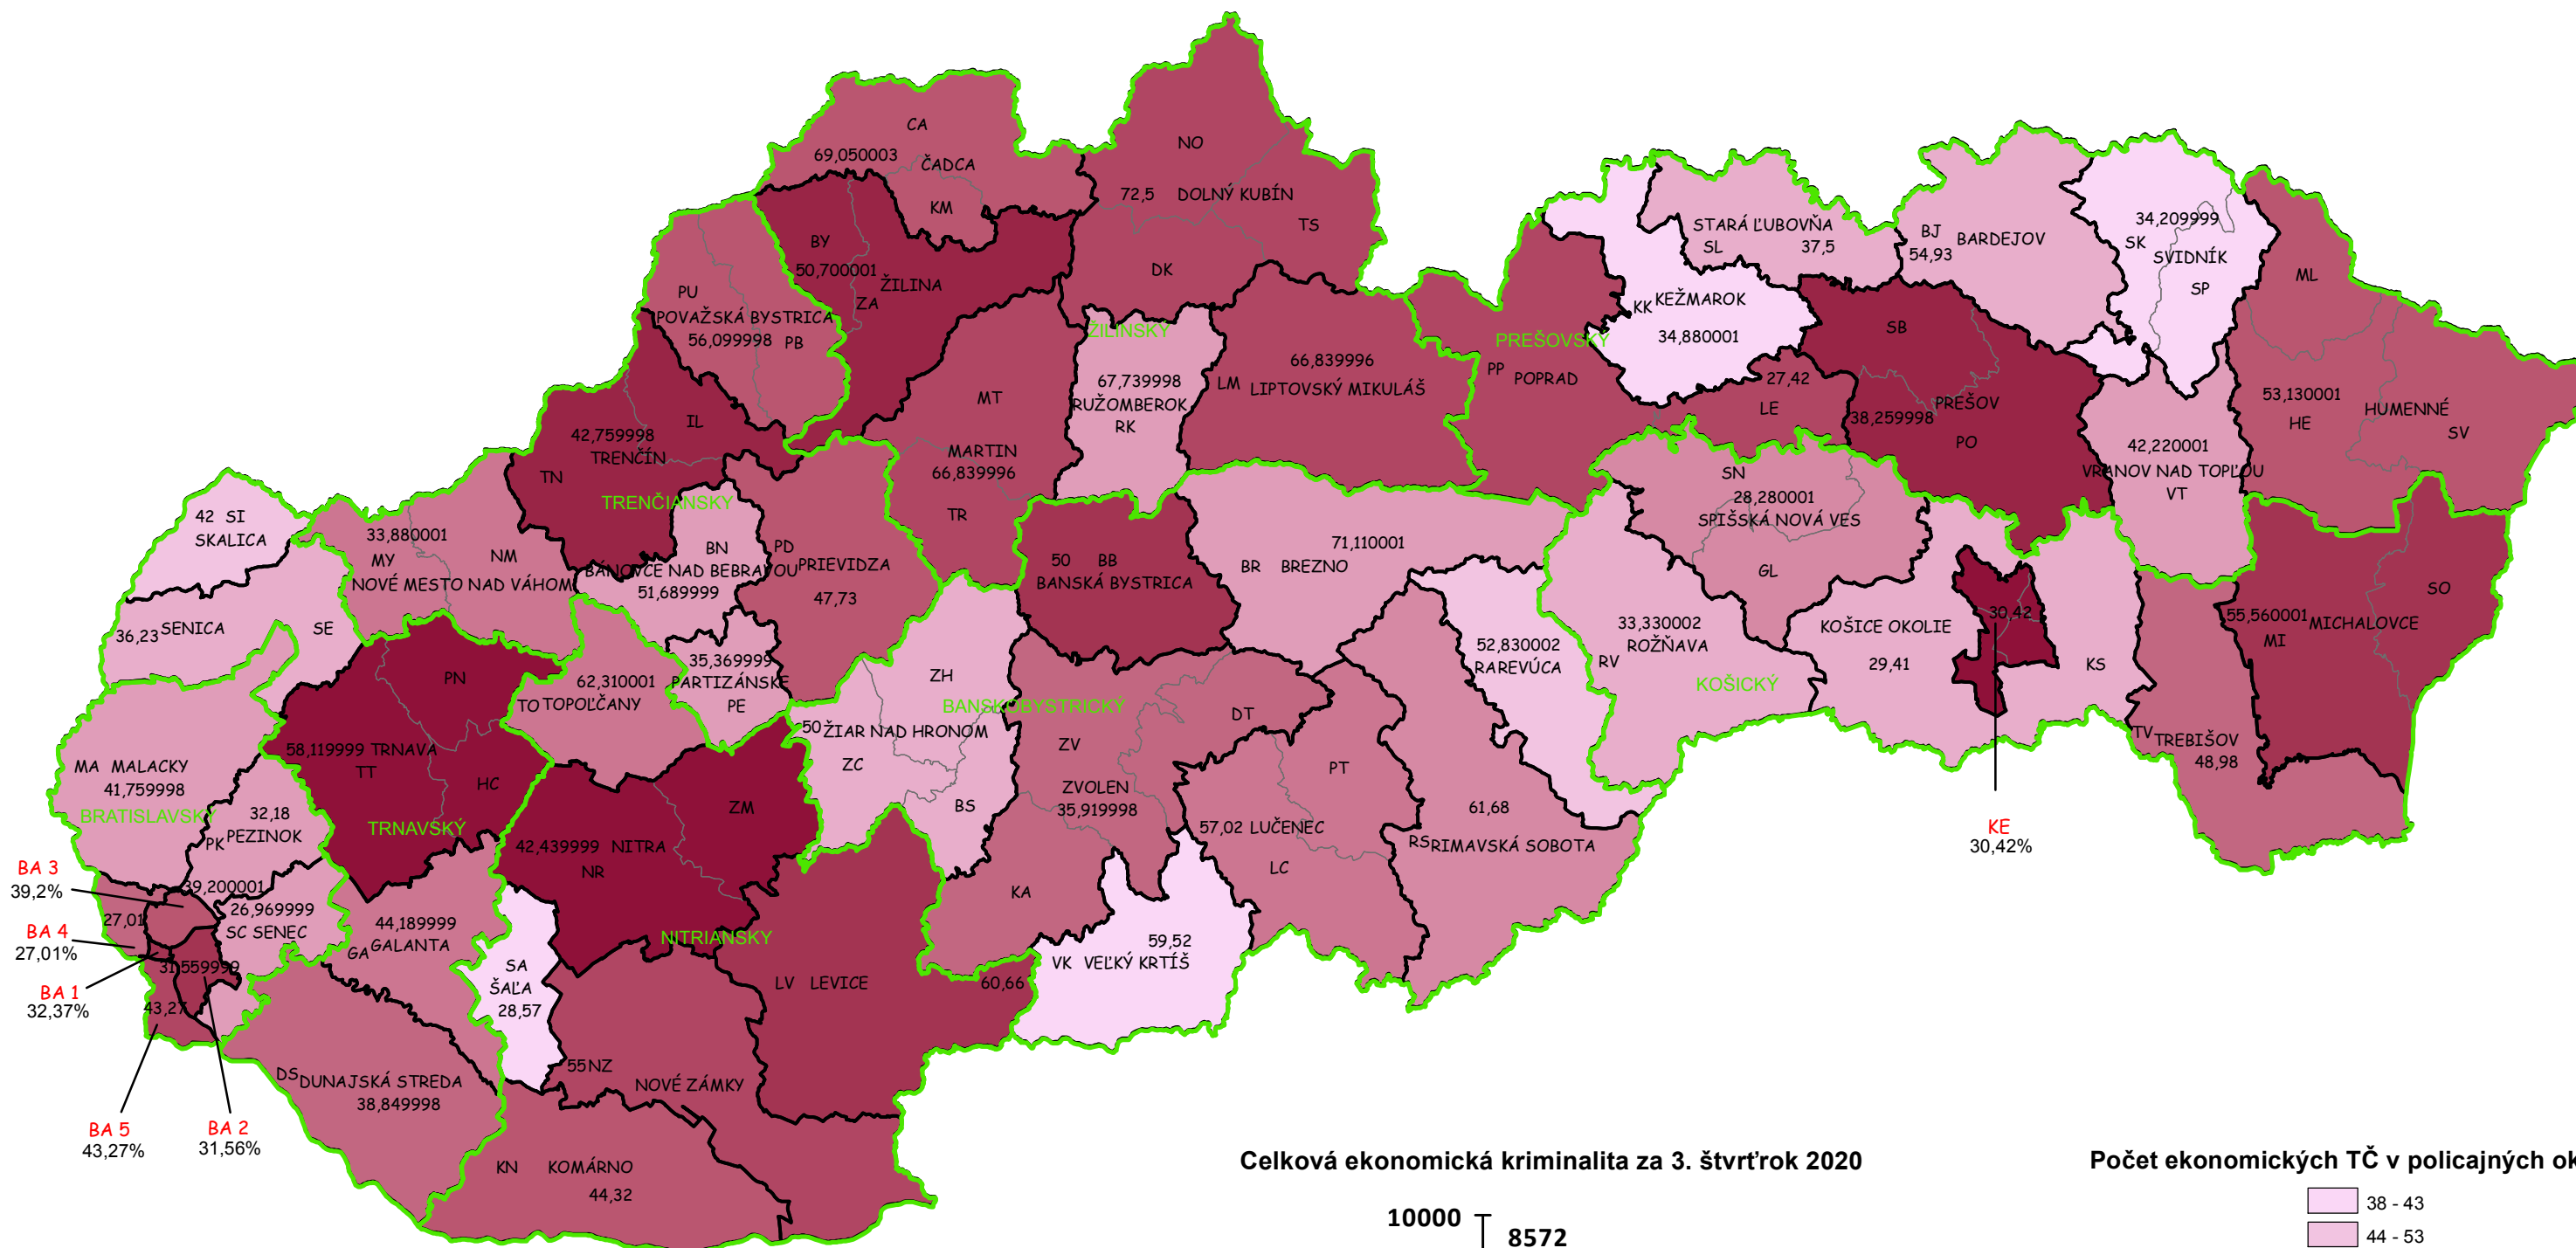 CA
69,050003
ČADCA
KM
NO
72,5 DOLNÝ KUBÍN
TS
DK
BY
50,700001
ŽILINA
ZA
PU
POVAŽSKÁ BYSTRICA
56,099998 PB
ŽILINSKÝ
67,739998
RUŽOMBEROK
RK
MT
MARTIN
66,839996
TR
66,839996
LM LIPTOVSKÝ MIKULÁŠ
PREŠOVSKÝ
PP POPRAD
27,42
LE
KK KEŽMAROK
34,880001
STARÁ ĽUBOVŇA
SL 37,5
BJ BARDEJOV
54,93
34,209999
SK
SVIDNÍK
SP
ML
53,130001
HE
HUMENNÉ
SV
SB
38,259998 PREŠOV
PO
42,220001
VRANOV NAD TOPĽOU
VT
IL
42,759998
TRENČÍN
TN
TRENČIANSKY
42 SI
SKALICA
36,23 SENICA
SE
33,880001
MY
NM
NOVÉ MESTO NAD VÁHOM
BN
BÁNOVCE NAD BEBRAVOU
51,689999
PD
PRIEVIDZA
47,73
50 BB
BANSKÁ BYSTRICA
71,110001
BR BREZNO
SN
28,280001
SPIŠSKÁ NOVÁ VES
GL
33,330002
ROŽŇAVA
RV
KOŠICKÝ
KOŠICE OKOLIE
29,41
KS
30,42
KE
30,42%
55,560001 MICHALOVCE
MI
SO
TV TREBIŠOV
48,98
52,830002
RAREVÚCA
61,68
RS RIMAVSKÁ SOBOTA
PN
58,119999 TRNAVA
TT
HC
TRNAVSKÝ
62,310001
TO TOPOĽČANY
35,369999
PARTIZÁNSKE
PE
ZH
50 ŽIAR NAD HRONOM
ZC
BS
BANSKOBYSTRICKÝ
DT
ZV
ZVOLEN
35,919998
KA
PT
57,02 LUČENEC
LC
59,52
VK VEĽKÝ KRTÍŠ
MA MALACKY
41,759998
BRATISLAVSKÝ
32,18
PK PEZINOK
39,200001
26,969999
SC SENEC
27,01
31,559999
43,27
BA 3
39,2%
BA 4
27,01%
BA 1
32,37%
BA 5
43,27%
BA 2
31,56%
44,189999
GA GALANTA
DS DUNAJSKÁ STREDA
38,849998
ZM
42,439999 NITRA
NR
NITRIANSKY
SA
ŠAĽA
28,57
LV LEVICE
60,66
55 NZ
NOVÉ ZÁMKY
KN KOMÁRNO
44,32
Celková ekonomická kriminalita za 3. štvrťrok 2020
10000
8572
Počet ekonomických TČ v policajných ok
38 - 43
44 - 53